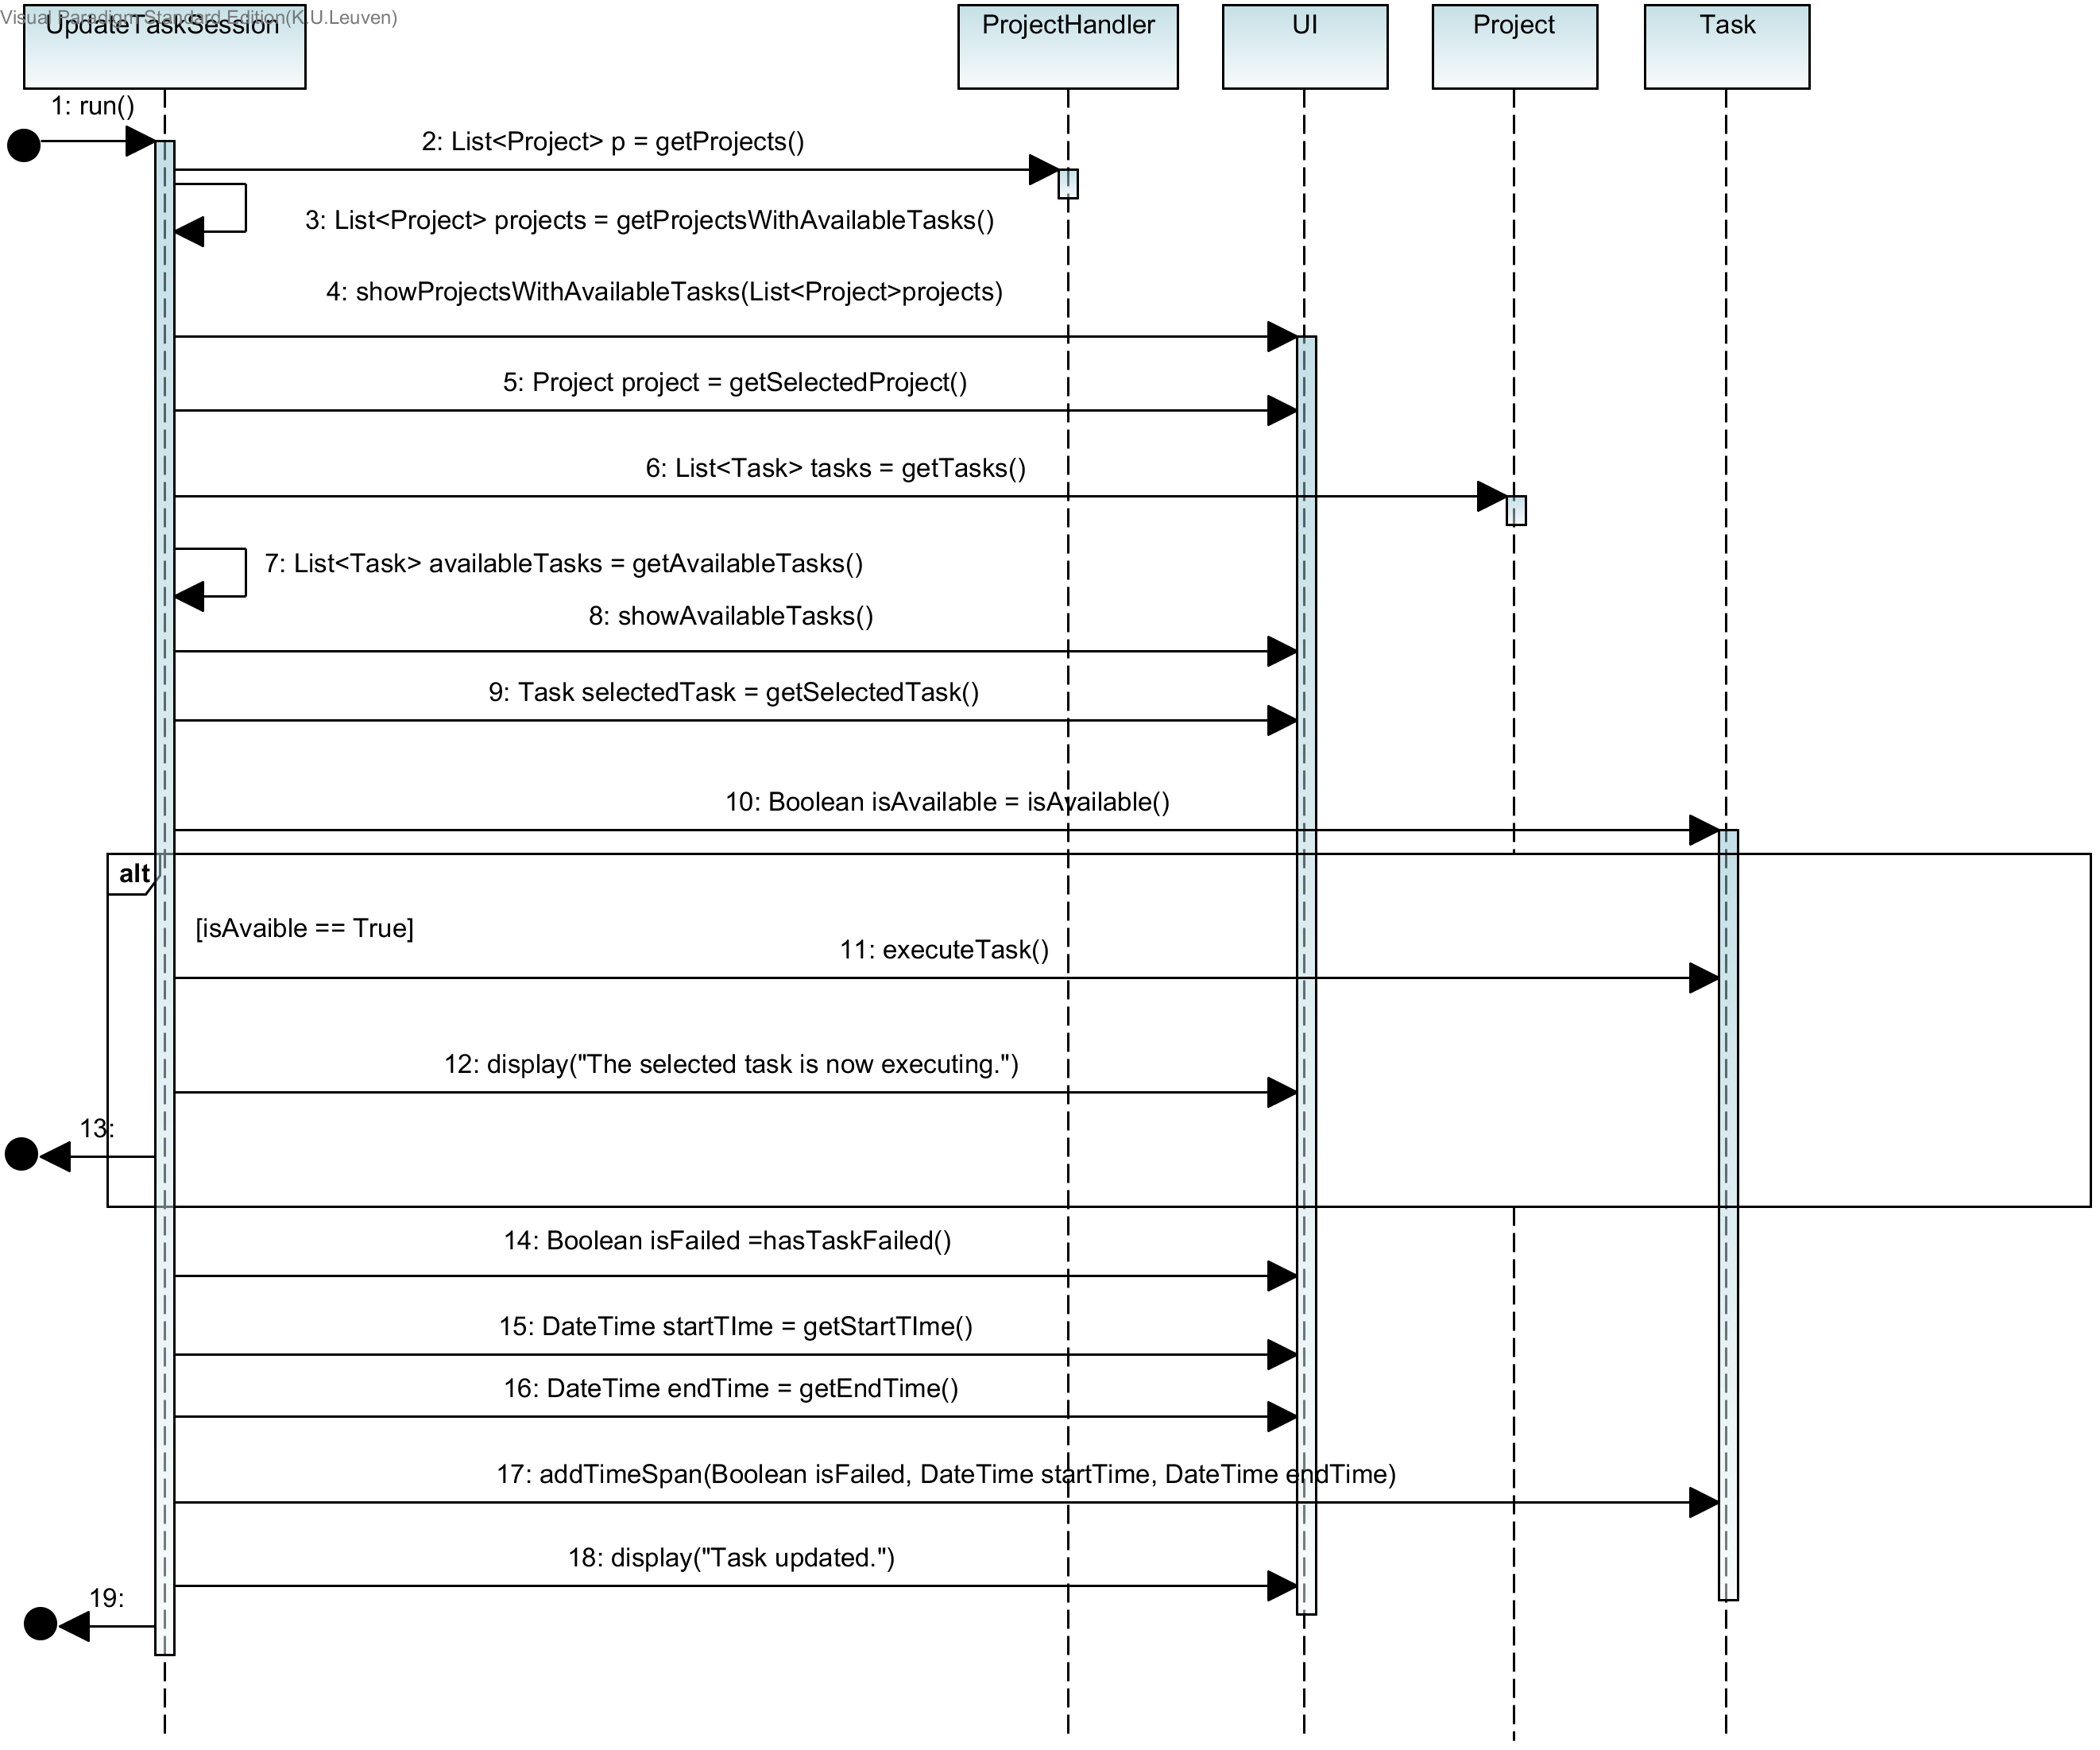 Visual Paradigm Standard Edition(K.U.Leuven)
UpdateTaskSession
ProjectHandler
UI
Project
Task
1: run()
2: List<Project> p = getProjects()
3: List<Project> projects = getProjectsWithAvailableTasks()
4: showProjectsWithAvailableTasks(List<Project>projects)
5: Project project = getSelectedProject()
6: List<Task> tasks = getTasks()
7: List<Task> availableTasks = getAvailableTasks()
8: showAvailableTasks()
9: Task selectedTask = getSelectedTask()
10: Boolean isAvailable = isAvailable()
alt
[isAvaible == True]
11: executeTask()
12: display("The selected task is now executing.")
13:
14: Boolean isFailed =hasTaskFailed()
15: DateTime startTIme = getStartTIme()
16: DateTime endTime = getEndTime()
17: addTimeSpan(Boolean isFailed, DateTime startTime, DateTime endTime)
18: display("Task updated.")
19: